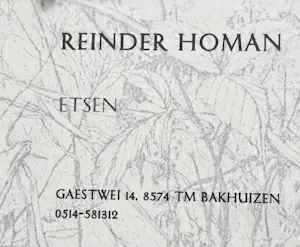 REINDER HOMAN
ETSEN
GAESTWEI 14, 8574 TM BAKHUIZEN
0514-581312